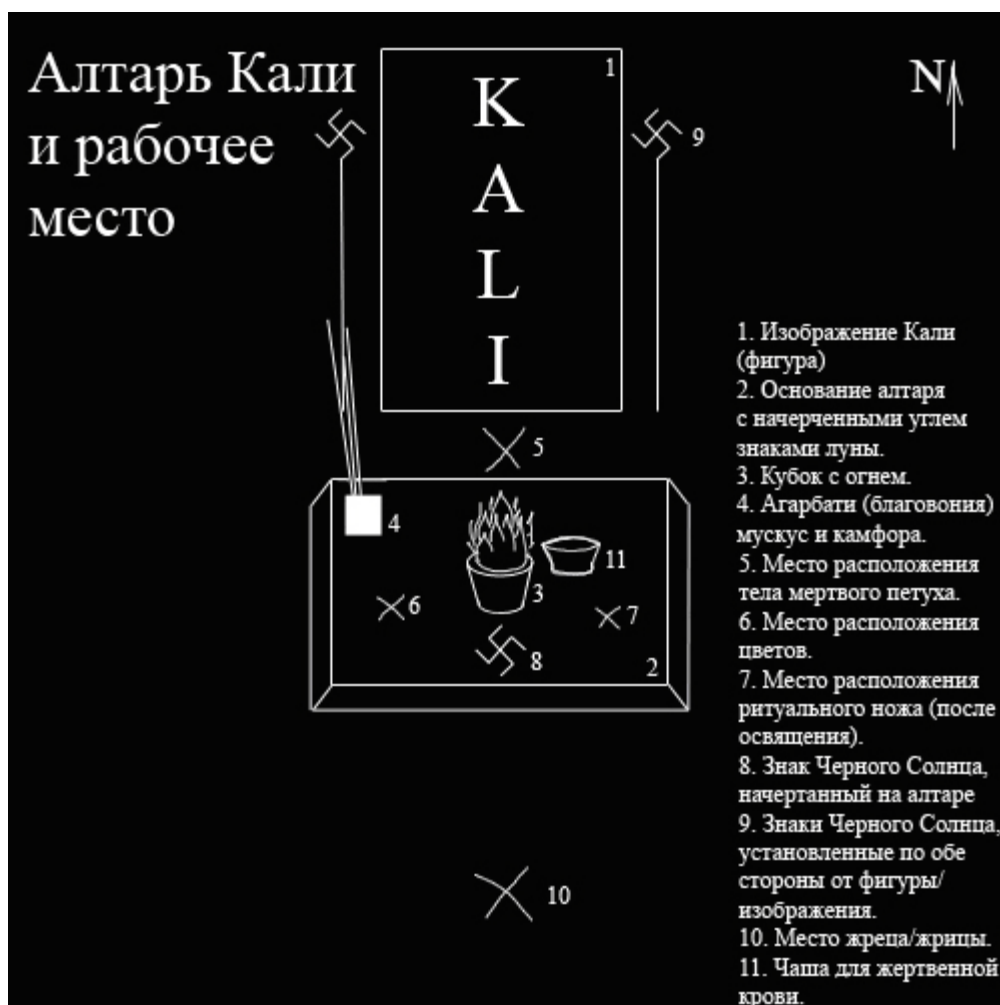 Алтарь Кали
и рабочее
место
K
A
L
I
1
N
9
5
4
11
3
6
7
8
2
10
1. Изображение Кали
(фигура)
2. Основание алтаря
с начерченными углем
знаками луны.
3. Кубок с огнем.
4. Агарбати (благовония)
мускус и камфора.
5. Место расположения
тела мертвого петуха.
6. Место расположения
цветов.
7. Место расположения
ритуального ножа (после
освящения).
8. Знак Черного Солнца,
начертанный на алтаре
9. Знаки Черного Солнца,
установленные по обе
стороны от фигуры/
изображения.
10. Место жреца/жрицы.
11. Чаша для жертвенной
крови.